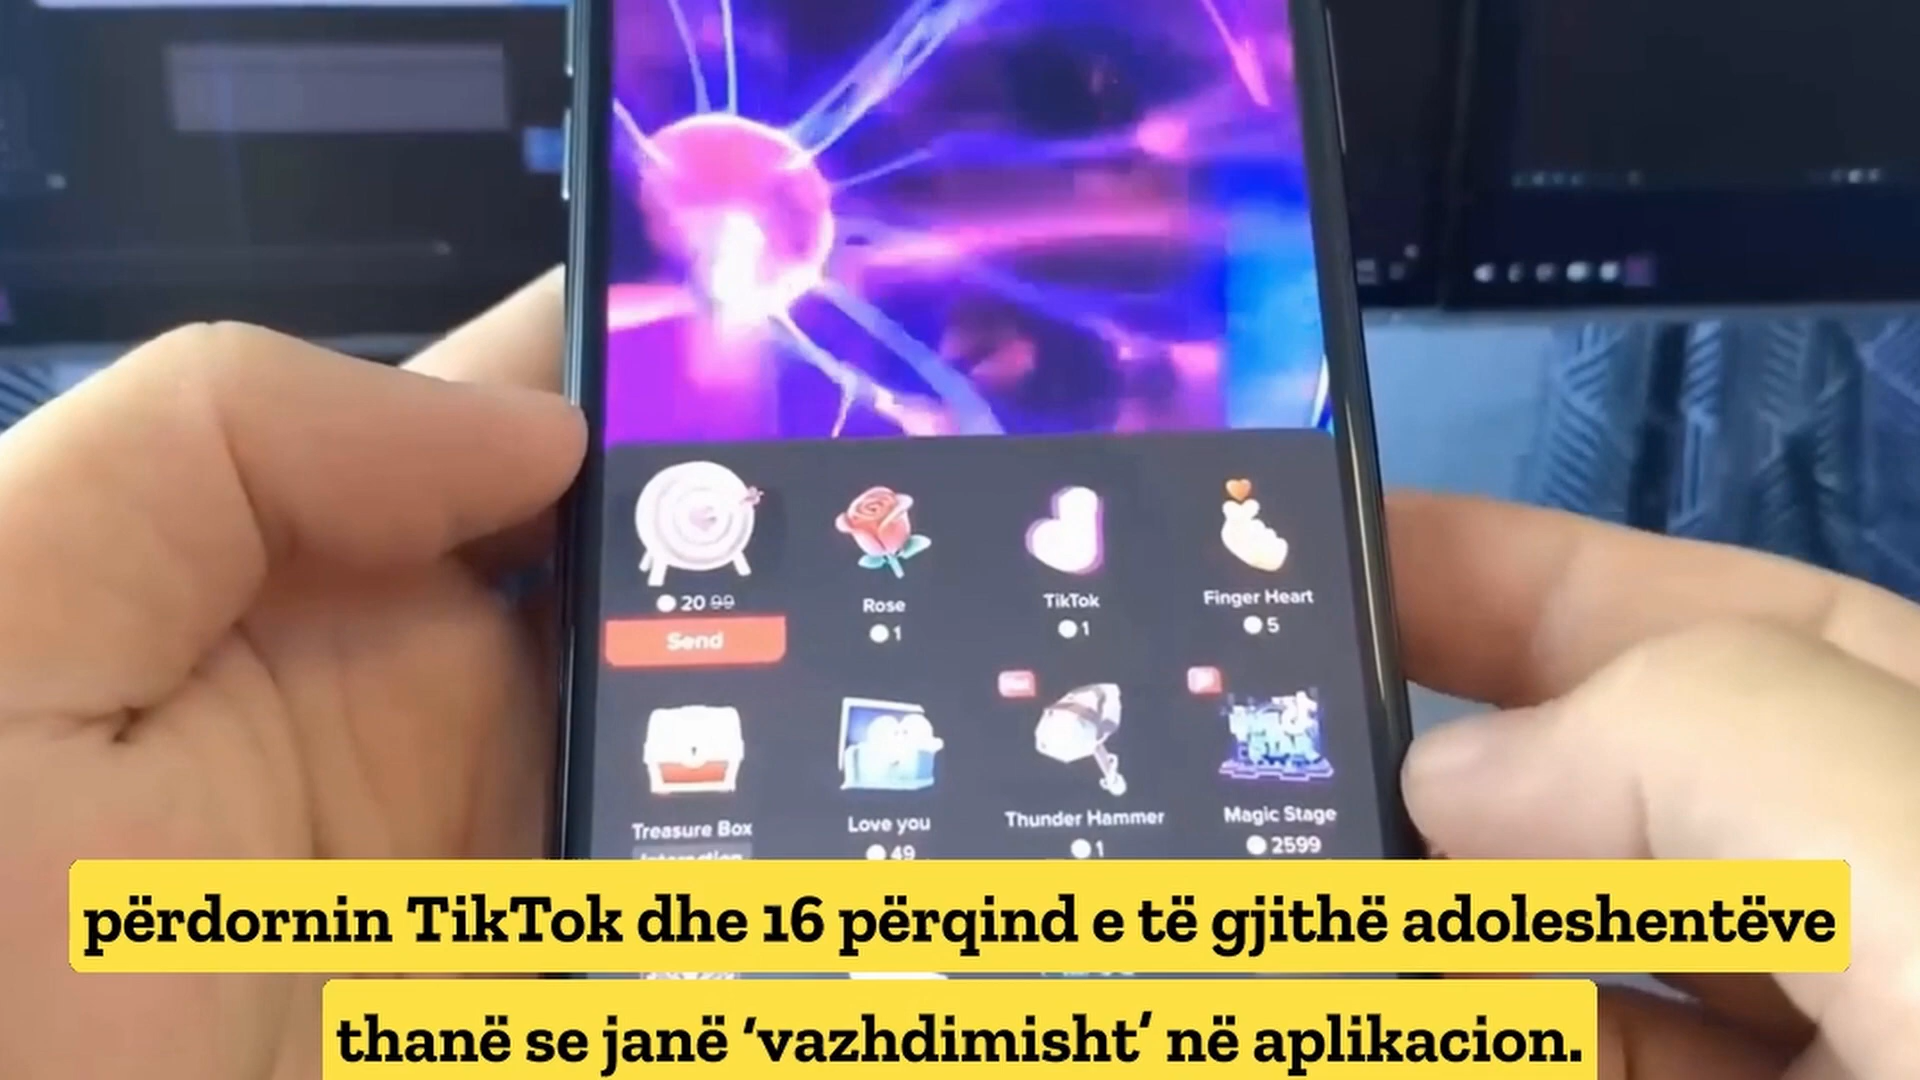 20 99
Send
Rose
1
TikTok
1
Finger Heart
5
Treasure Box
Love you
49
Thunder Hammer
1
Magic Stage
2599
përdornin TikTok dhe 16 përqind e të gjithë adoleshentëve
thanë se janë ‘vazhdimisht’ në aplikacion.